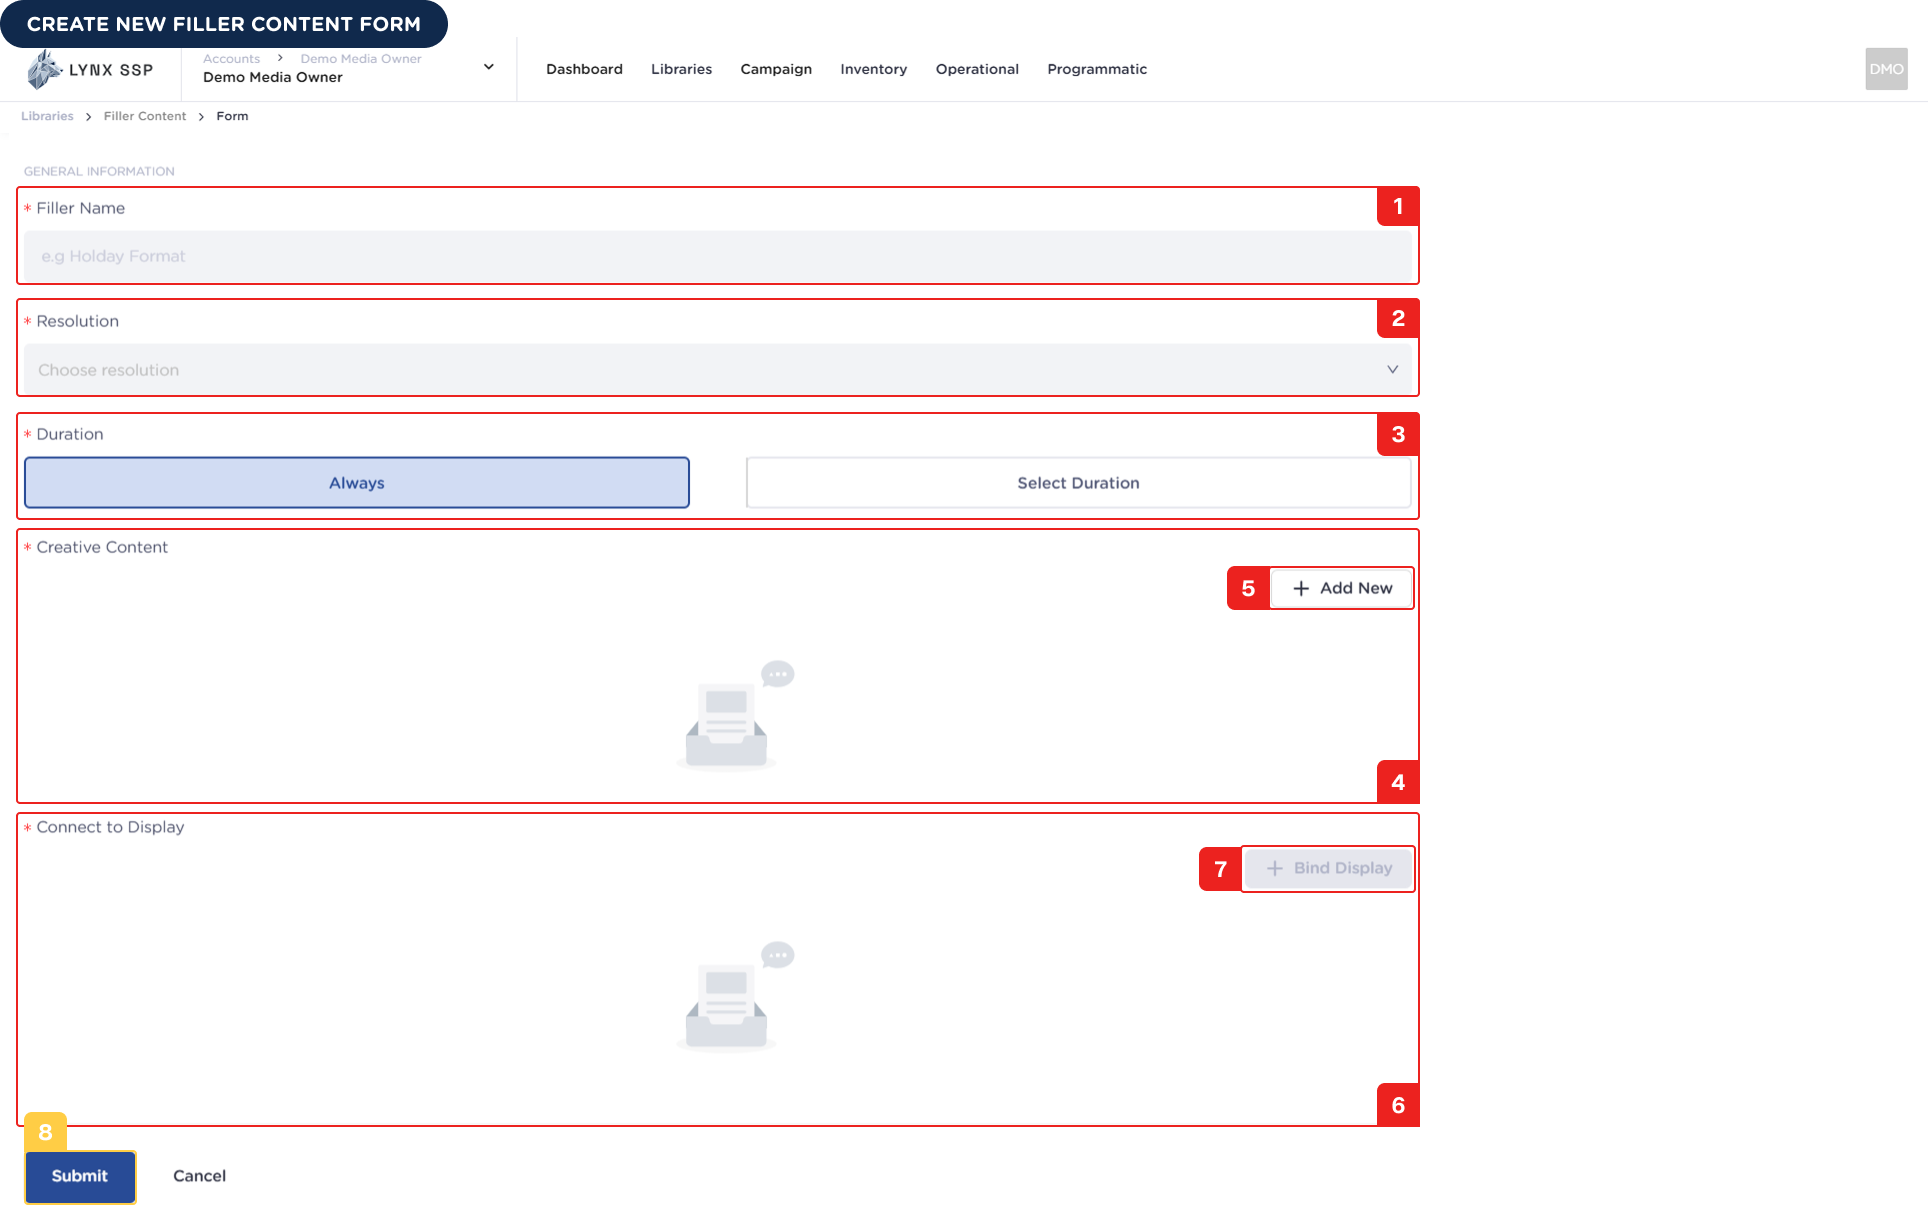 CREATE NEW FILLER CONTENT FORM
LYNX SSP
Accounts > Demo Media Owner
Demo Media Owner
Dashboard Libraries Campaign Inventory Operational Programmatic
DMO
Libraries > Filler Content > Form
GENERAL INFORMATION
* Filler Name
1
e.g Holday Format
* Resolution
2
Choose resolution
* Duration
3
Always
Select Duration
* Creative Content
5
+ Add New
4
* Connect to Display
7
+ Bind Display
6
8
Submit
Cancel